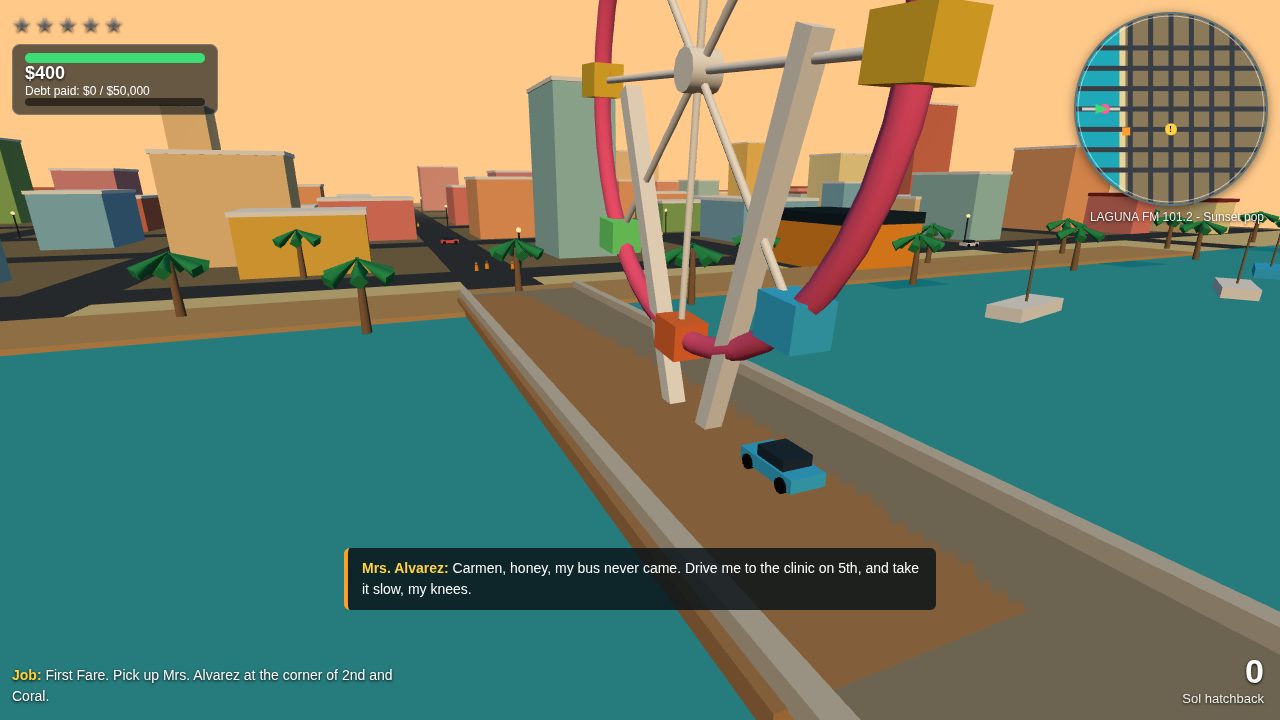 $400
Debt paid: $0 / $50,000
!
LAGUNA FM 101.2 - Sunset pop
Mrs. Alvarez: Carmen, honey, my bus never came. Drive me to the clinic on 5th, and take
it slow, my knees.
Job: First Fare. Pick up Mrs. Alvarez at the corner of 2nd and
Coral.
0
Sol hatchback